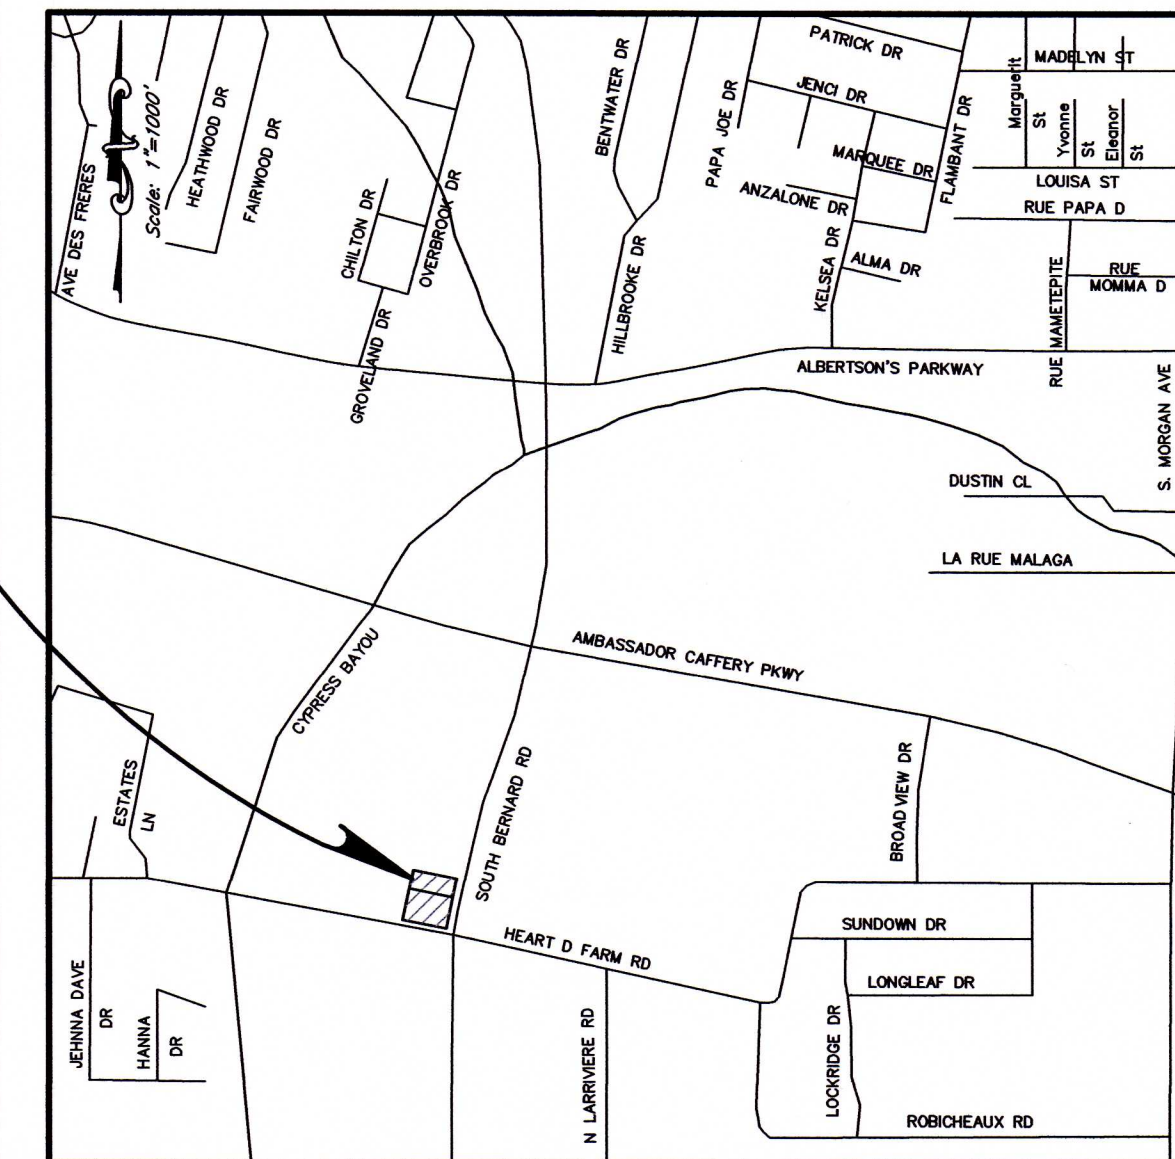 PATRICK DR
MADELYN ST
JENCI DR
Marguerit
St
Yvonne
St
Eleanor
St
BENTWATER DR
PAPA JOE DR
FLAMBANT DR
Scale: 1"=1000'
HEATHWOOD DR
FAIRWOOD DR
AVE DES FRERES
MARQUEE DR
ANZALONE DR
LOUISA ST
RUE PAPA D
CHILTON DR
OVERBROOK DR
KELSEA DR
ALMA DR
RUE
MOMMA D
RUE MAMETEPITE
HILLBROOKE DR
GROVELAND DR
ALBERTSON'S PARKWAY
S. MORGAN AVE
DUSTIN CL
LA RUE MALAGA
AMBASSADOR CAFFERY PKWY
CYPRESS BAYOU
SOUTH BERNARD RD
BROADVIEW DR
ESTATES
LN
HEART D FARM RD
SUNDOWN DR
LONGLEAF DR
JEHNNA DAVE
DR
HANNA
DR
N LARRIVIERE RD
LOCKRIDGE DR
ROBICHEAUX RD